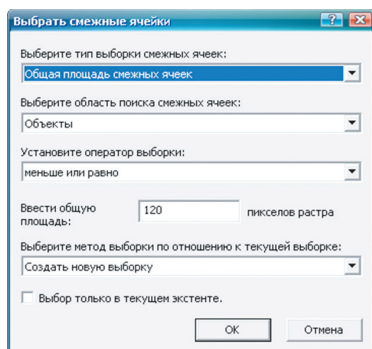 Выбрать смежные ячейки
Выберите тип выборки смежных ячеек:
Общая площадь смежных ячеек
Выберите область поиска смежных ячеек:
Объекты
Установите оператор выборки:
меньше или равно
Ввести общую площадь:
120
пикселов растра
Выберите метод выборки по отношению к текущей выборке:
Создать новую выборку
Выбор только в текущем экстенте.
OK
Отмена